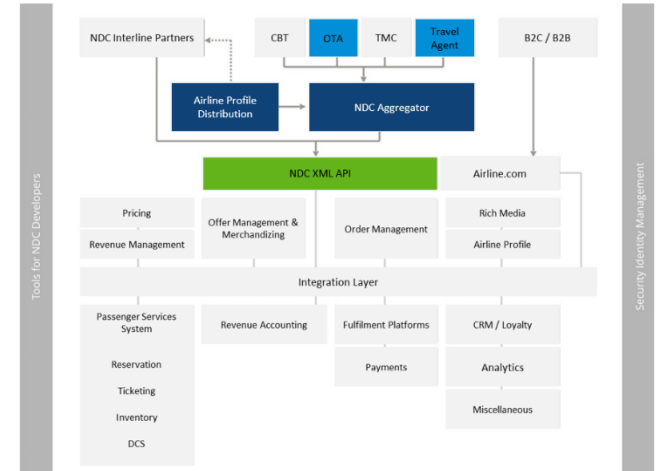 NDC Interline Partners
CBT
OTA
TMC
Travel
Agent
B2C / B2B
Airline Profile
Distribution
NDC Aggregator
NDC XML API
Airline.com
Pricing
Revenue Management
Offer Management &
Merchandizing
Order Management
Rich Media
Airline Profile
Integration Layer
Passenger Services
System
Reservation
Ticketing
Inventory
DCS
Revenue Accounting
Fulfilment Platforms
Payments
CRM / Loyalty
Analytics
Miscellaneous
Tools for NDC Developers
Security Identity Management